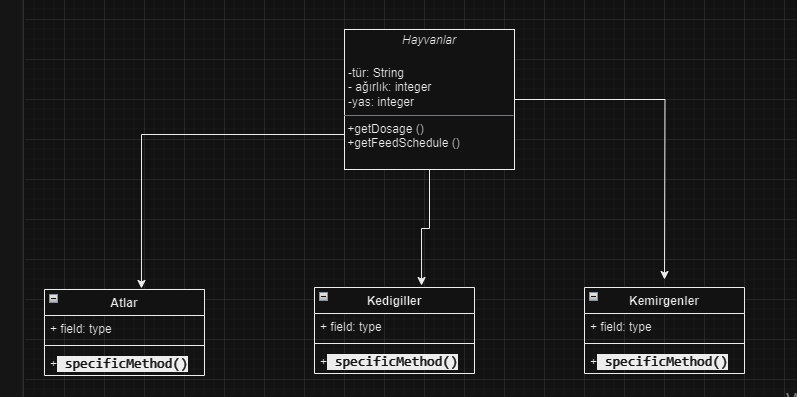 Hayvanlar
-tür: String
- ağırlık: integer
-yas: integer
+getDosage ()
+getFeedSchedule ()
Atlar
+ field: type
+ specificMethod()
Kedigiller
+ field: type
+ specificMethod()
Kemirgenler
+ field: type
+ specificMethod()